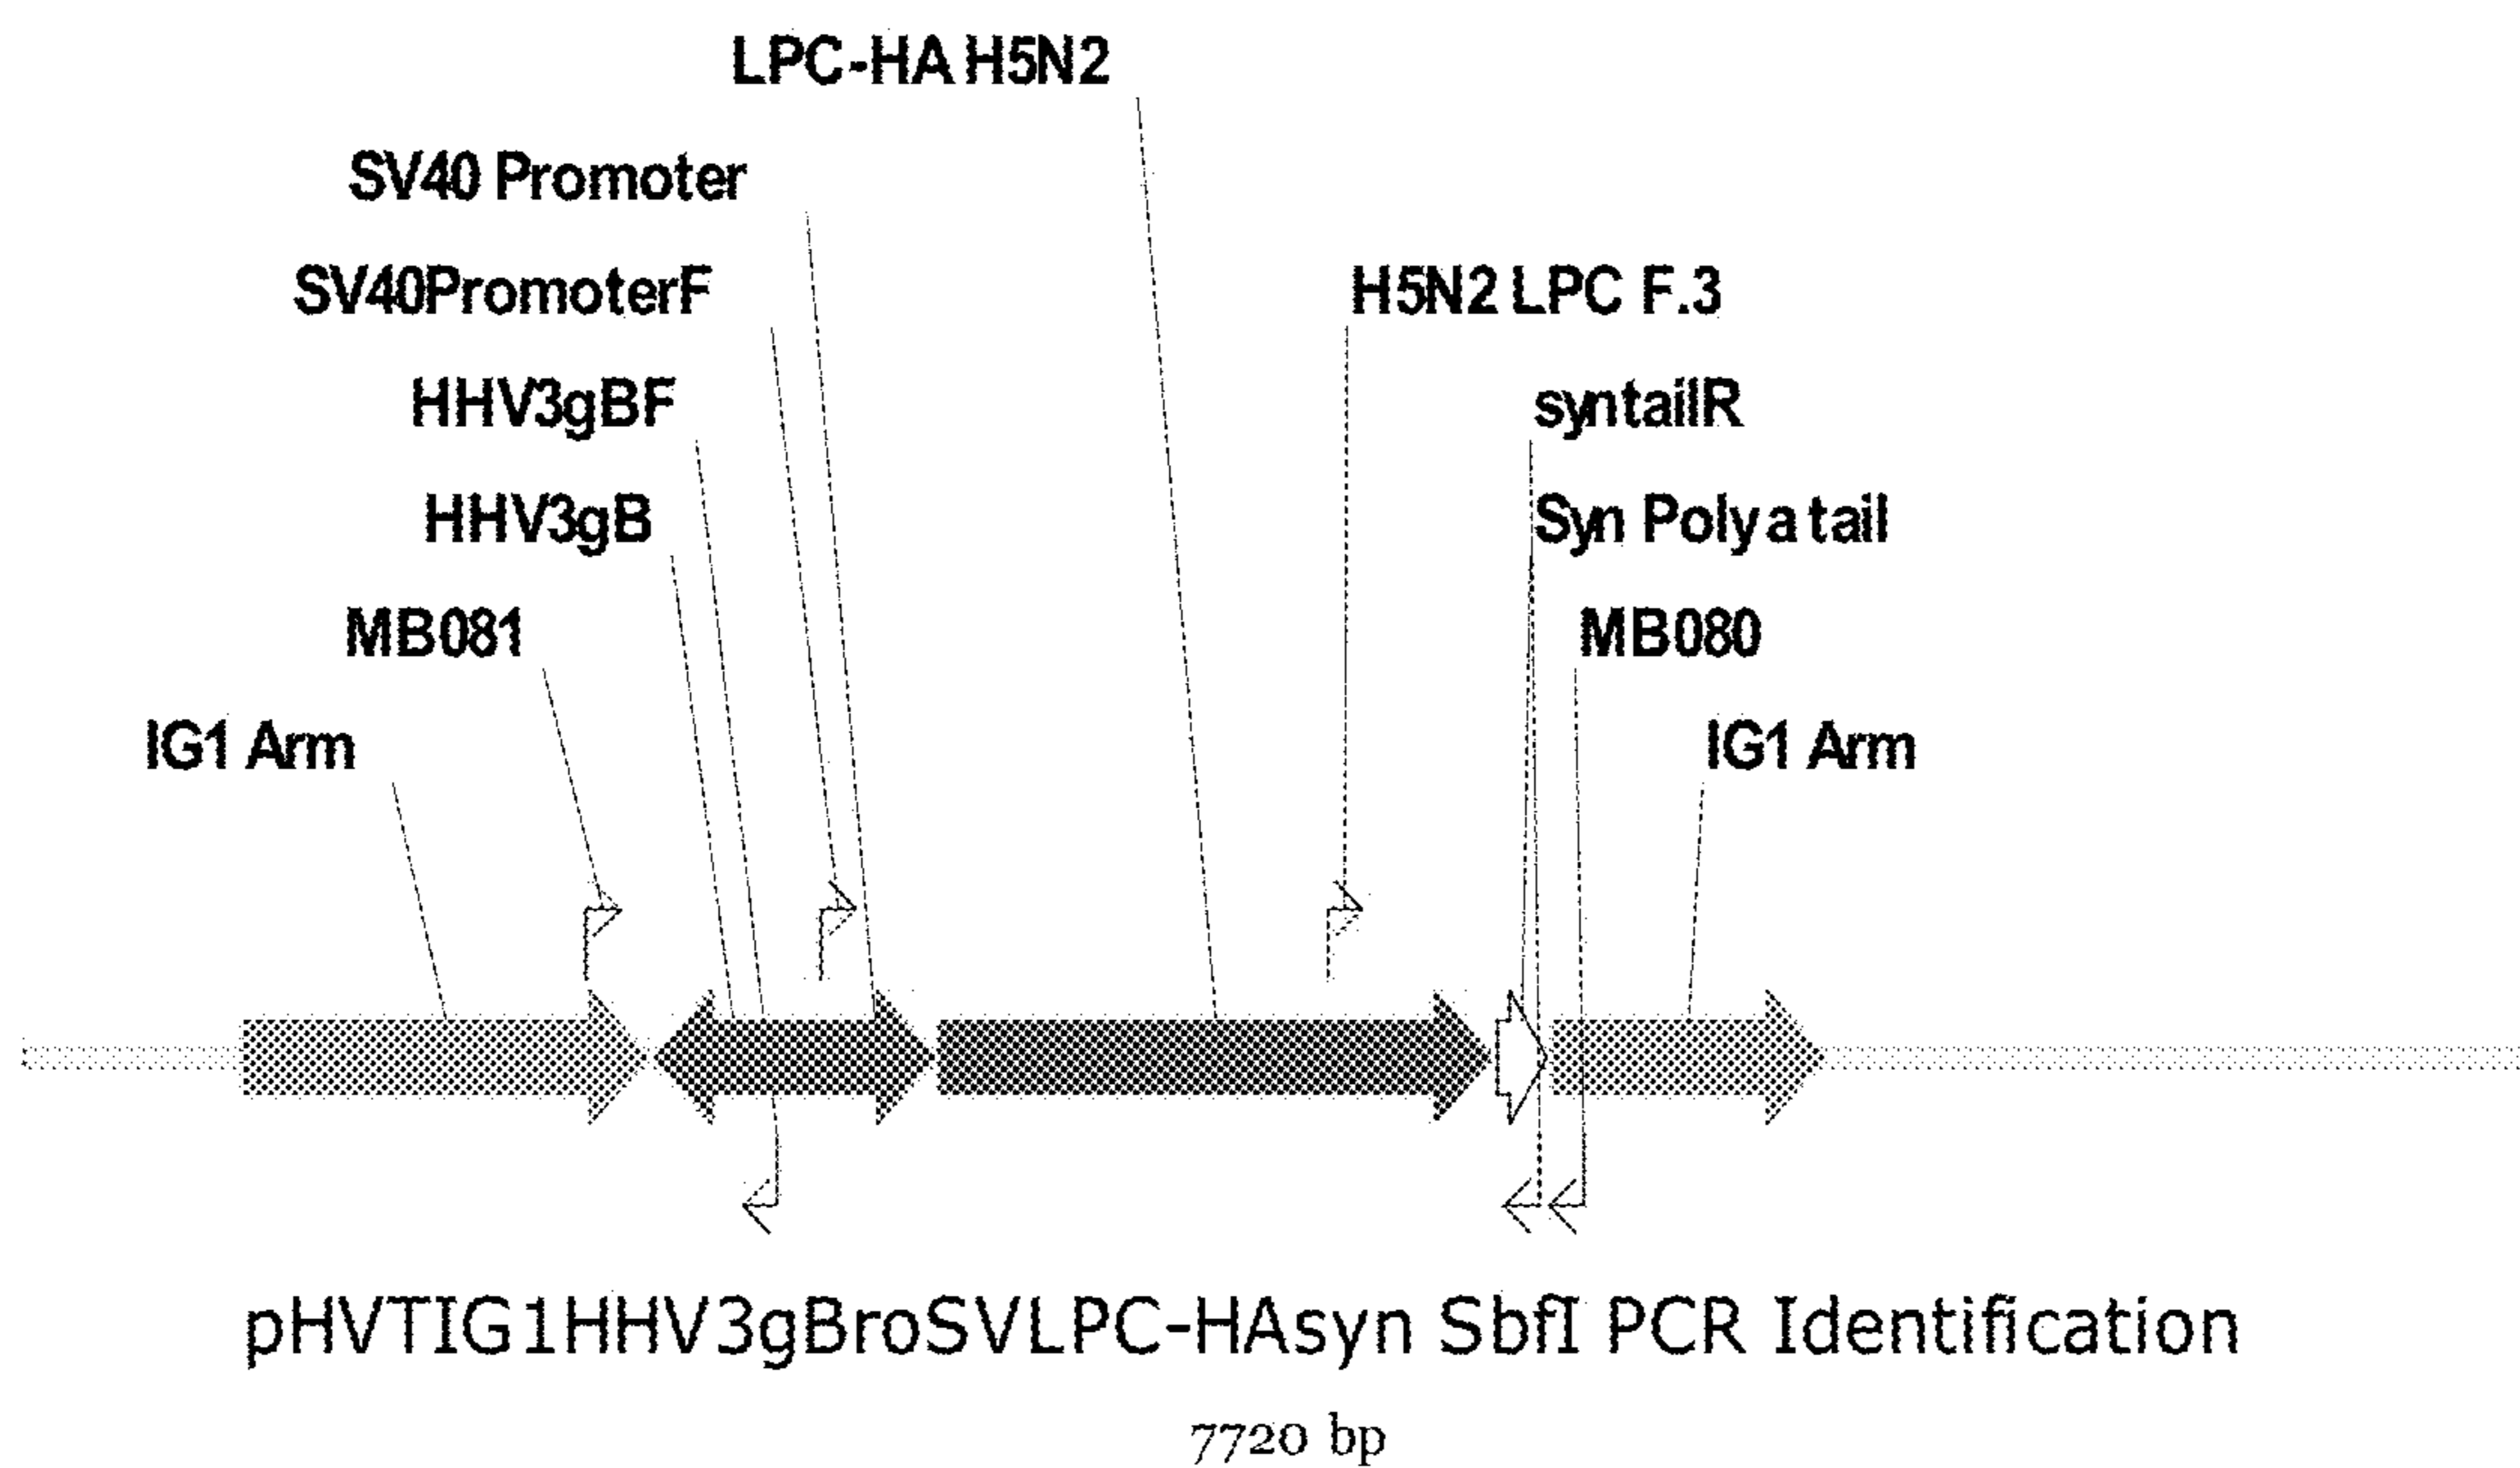 LPC-HA H5N2
SV40 Promoter
SV40PromoterF
H5N2 LPC F.3
HHV3gBF
syntailR
HHV3gB
Syn Polya tail
MB081
MB080
IG1 Arm
IG1 Arm
pHVTIG1HHV3gBroSVLPC-HAsyn SbfI PCR Identification
7720 bp